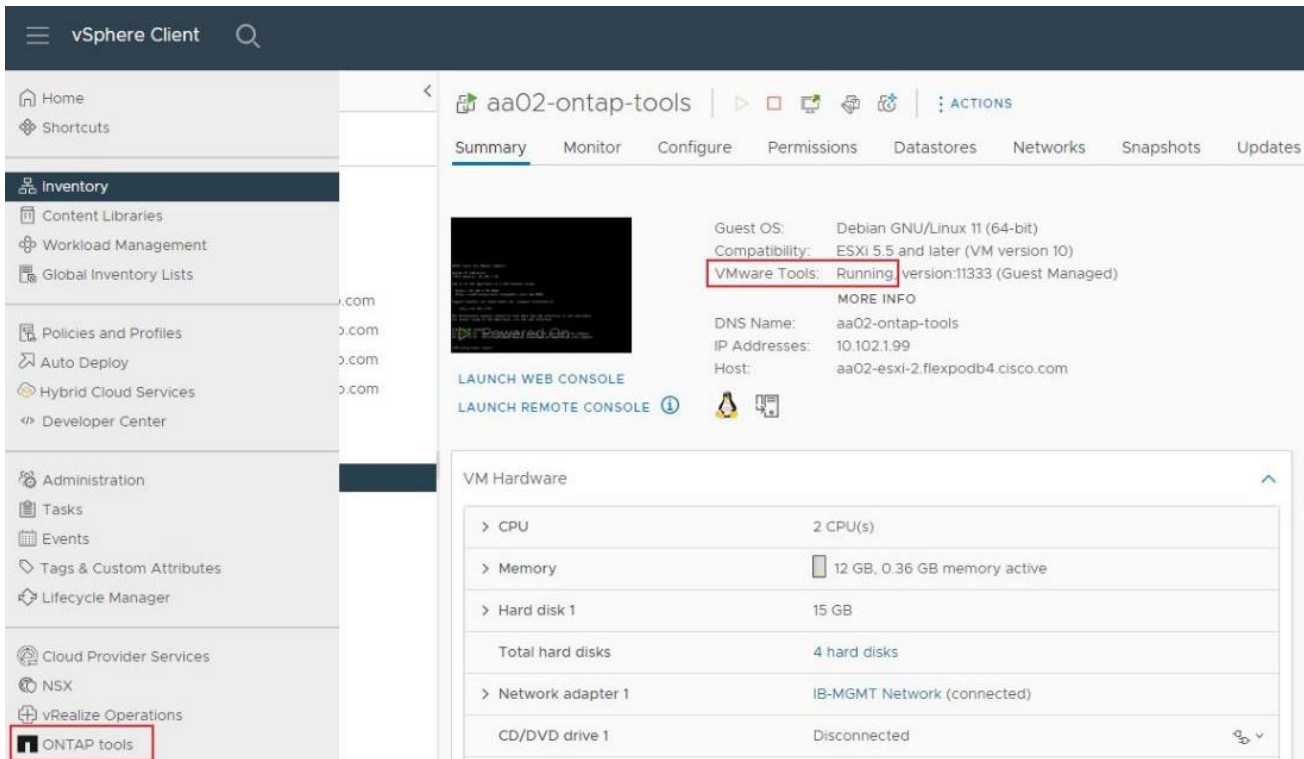 vSphere Client
Home
Shortcuts
Inventory
Content Libraries
Workload Management
Global Inventory Lists
Policies and Profiles
Auto Deploy
Hybrid Cloud Services
Developer Center
Administration
Tasks
Events
Tags & Custom Attributes
Lifecycle Manager
Cloud Provider Services
NSX
vRealize Operations
ONTAP tools
.com
o.com
o.com
o.com
aa02-ontap-tools
ACTIONS
Summary Monitor Configure Permissions Datastores Networks Snapshots Updates
Powered On
LAUNCH WEB CONSOLE
LAUNCH REMOTE CONSOLE
Guest OS: Debian GNU/Linux 11 (64-bit)
Compatibility: ESXi 5.5 and later (VM version 10)
VMware Tools: Running, version:11333 (Guest Managed)
MORE INFO
DNS Name: aa02-ontap-tools
IP Addresses: 10.102.1.99
Host: aa02-esxi-2.flexpodb4.cisco.com
VM Hardware
CPU 2 CPU(s)
Memory 12 GB, 0.36 GB memory active
Hard disk 1 15 GB
Total hard disks 4 hard disks
Network adapter 1 IB-MGMT Network (connected)
CD/DVD drive 1 Disconnected